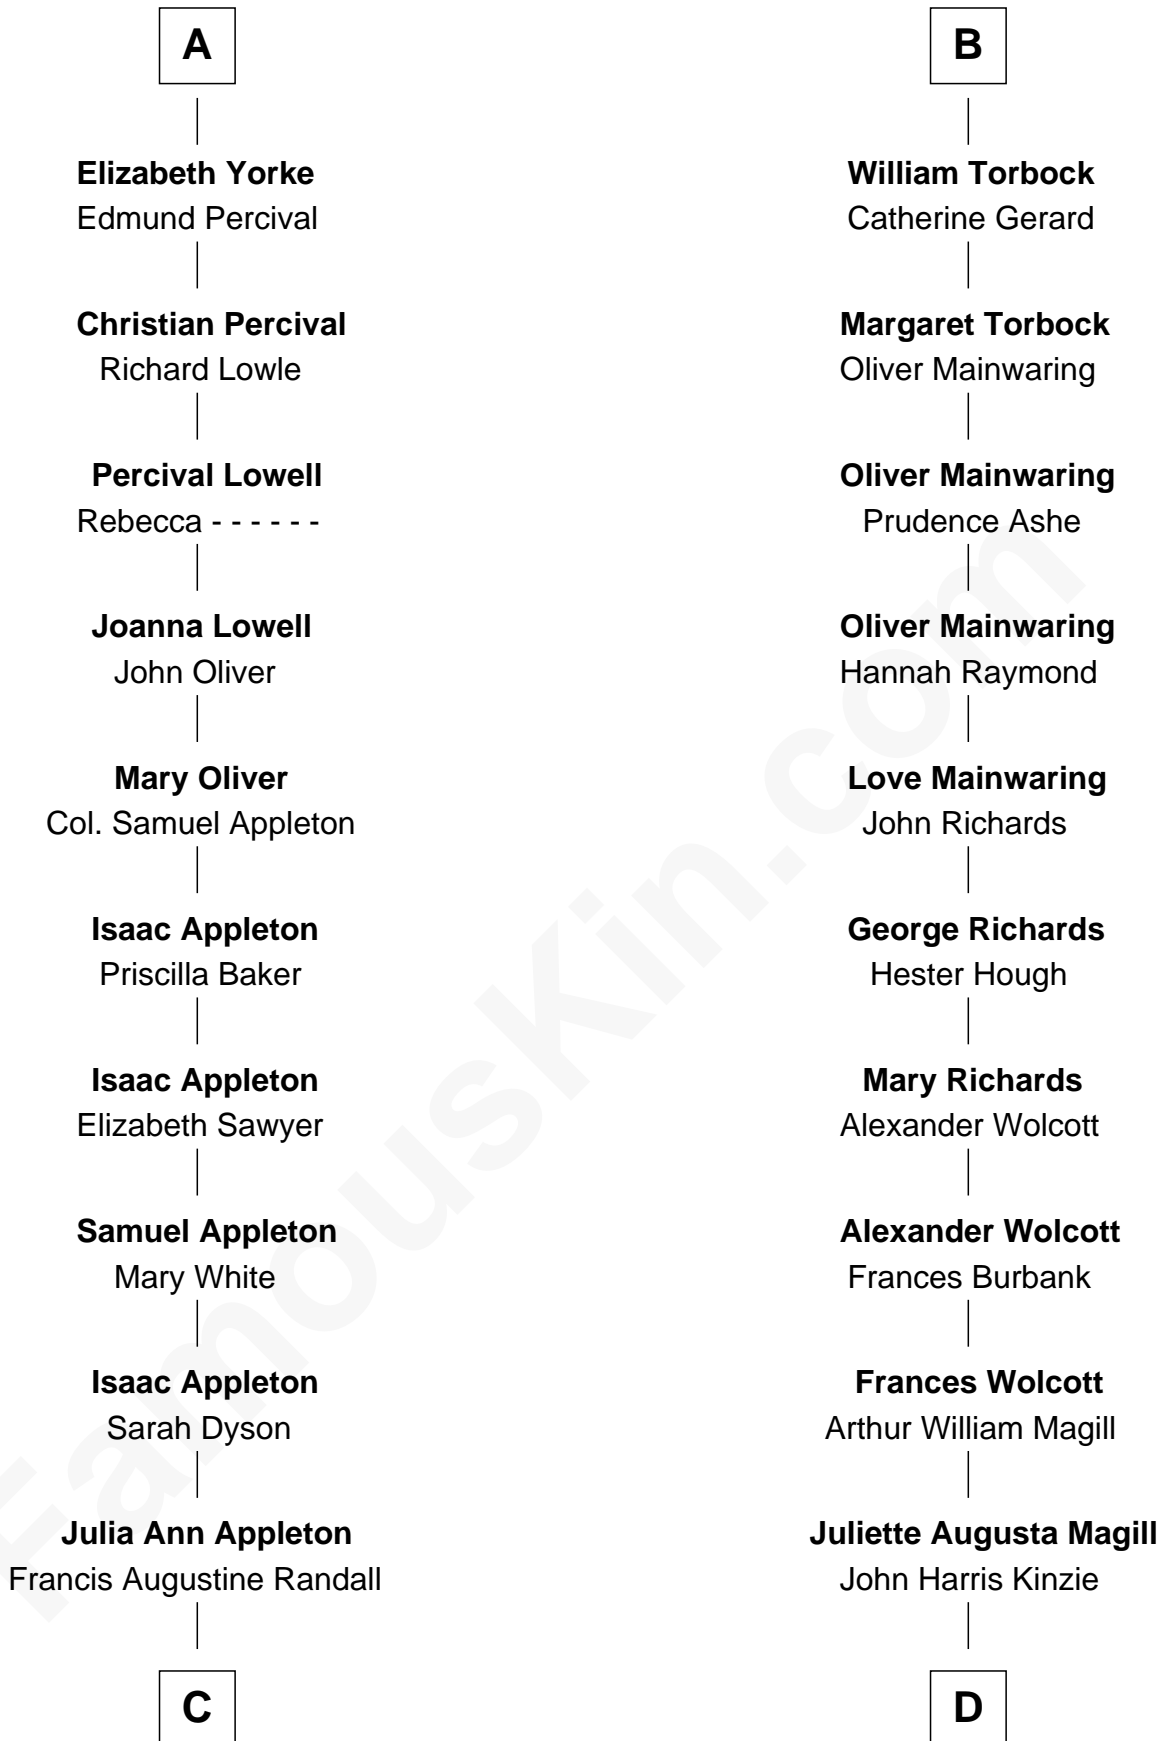 A
Elizabeth Yorke
Edmund Percival
Christian Percival
Richard Lowle
Percival Lowell
Rebecca - - - - - -
Joanna Lowell
John Oliver
Mary Oliver
Col. Samuel Appleton
Isaac Appleton
Priscilla Baker
Isaac Appleton
Elizabeth Sawyer
Samuel Appleton
Mary White
Isaac Appleton
Sarah Dyson
Julia Ann Appleton
Francis Augustine Randall
C
B
William Torbock
Catherine Gerard
Margaret Torbock
Oliver Mainwaring
Oliver Mainwaring
Prudence Ashe
Oliver Mainwaring
Hannah Raymond
Love Mainwaring
John Richards
George Richards
Hester Hough
Mary Richards
Alexander Wolcott
Alexander Wolcott
Frances Burbank
Frances Wolcott
Arthur William Magill
Juliette Augusta Magill
John Harris Kinzie
D
FamousKin.com